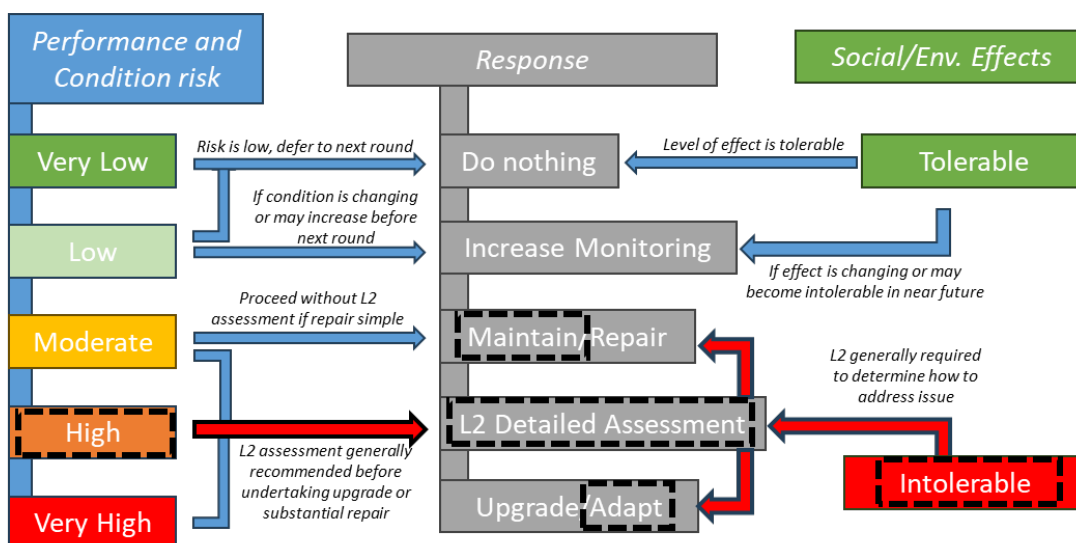 Performance and
Condition risk
Response
Social/Env. Effects
Very Low
Risk is low, defer to next round
Do nothing
Level of effect is tolerable
Tolerable
If condition is changing
or may increase before
next round
Low
Increase Monitoring
If effect is changing or may
become intolerable in near future
Proceed without L2
assessment if repair simple
Moderate
Maintain/Repair
L2 generally required
to determine how to
address issue
High
L2 Detailed Assessment
L2 assessment generally
recommended before
undertaking upgrade or
substantial repair
Intolerable
Very High
Upgrade/Adapt